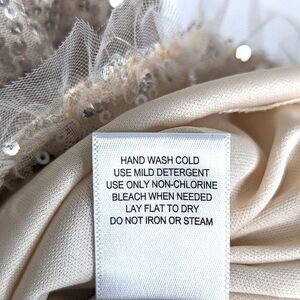 HAND WASH COLD
USE MILD DETERGENT
USE ONLY NON-CHLORINE
BLEACH WHEN NEEDED
LAY FLAT TO DRY
DO NOT IRON OR STEAM